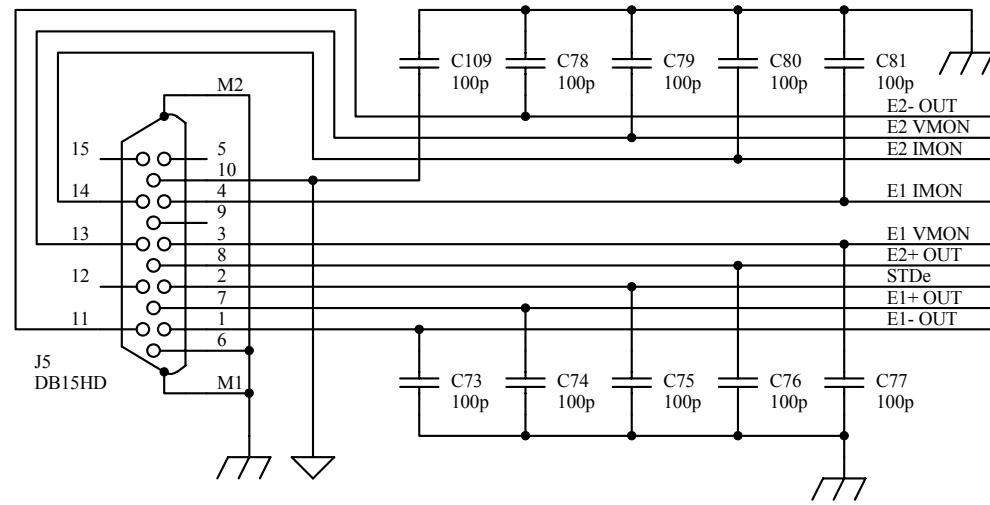 C109 C78 C79 C80 C81
100p 100p 100p 100p 100p
M2
E2- OUT
E2 VMON
15 5 E2 IMON
10
14 4 E1 IMON
9
13 3 E1 VMON
8 E2+ OUT
12 2 STDe
7 E1+ OUT
11 1 E1- OUT
6
J5
DB15HD
M1
C73 C74 C75 C76 C77
100p 100p 100p 100p 100p